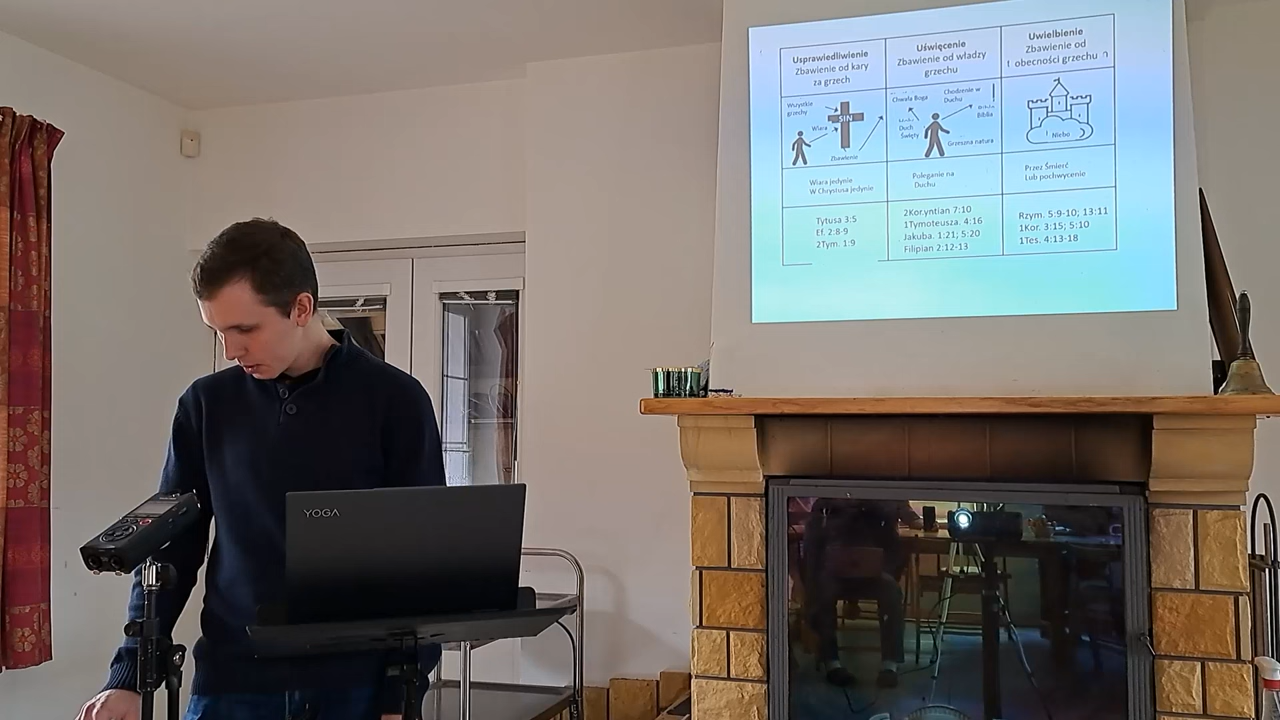 Usprawiedliwienie
Zbawienie od kary
za grzech
Uświęcenie
Zbawienie od władzy
grzechu
Uwielbienie
Zbawienie od
obecności grzechu
Wszystkie
grzechy
Wiara
SIN
Zbawienie
Chwała Boga
Chodzenie w
Duchu
Biblia
Duch
Święty
Grzeszna natura
Niebo
Wiara jedynie
W Chrystusa jedynie
Poleganie na
Duchu
Przez Śmierć
Lub pochwycenie
Tytusa 3:5
Ef. 2:8-9
2Tym. 1:9
2Kor.yntian 7:10
1Tymoteusza. 4:16
Jakuba. 1:21; 5:20
Filipian 2:12-13
Rzym. 5:9-10; 13:11
1Kor. 3:15; 5:10
1Tes. 4:13-18
YOGA